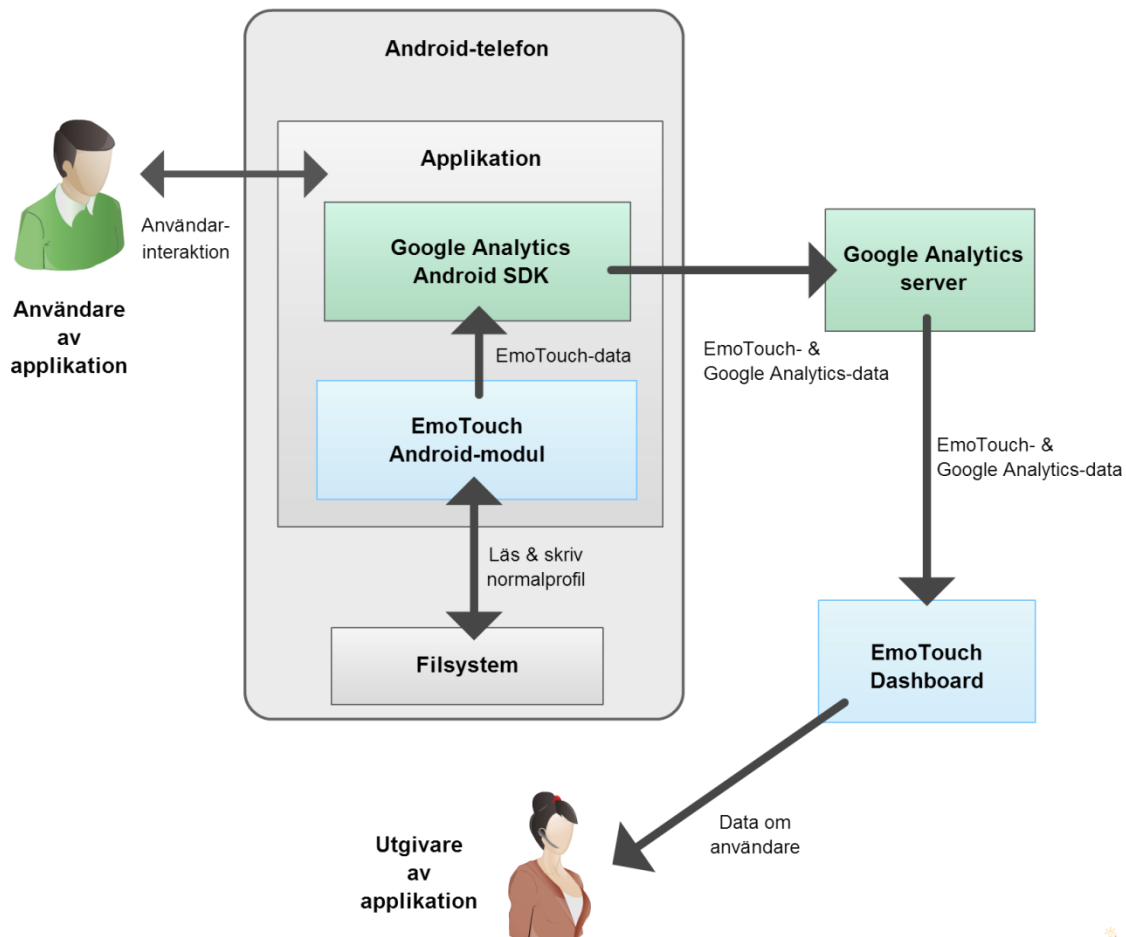 Android-telefon
Applikation
Användar-
interaktion
Användare
av
applikation
Google Analytics
Android SDK
Google Analytics
server
EmoTouch-data
EmoTouch- &
Google Analytics-data
EmoTouch
Android-modul
EmoTouch- &
Google Analytics-data
Läs & skriv
normalprofil
Filsystem
EmoTouch
Dashboard
Data om
användare
Utgivare
av
applikation